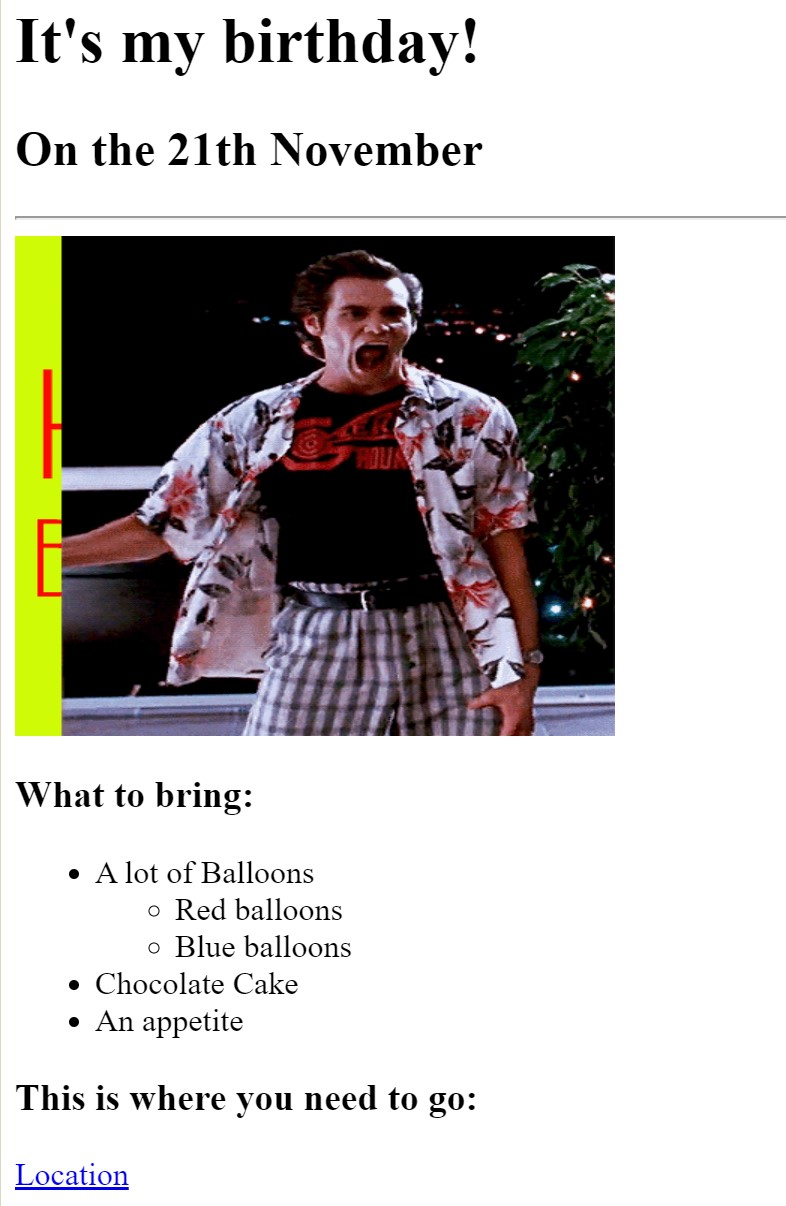 It's my birthday!
On the 21th November
H
B
What to bring:
A lot of Balloons
Red balloons
Blue balloons
Chocolate Cake
An appetite
This is where you need to go:
Location